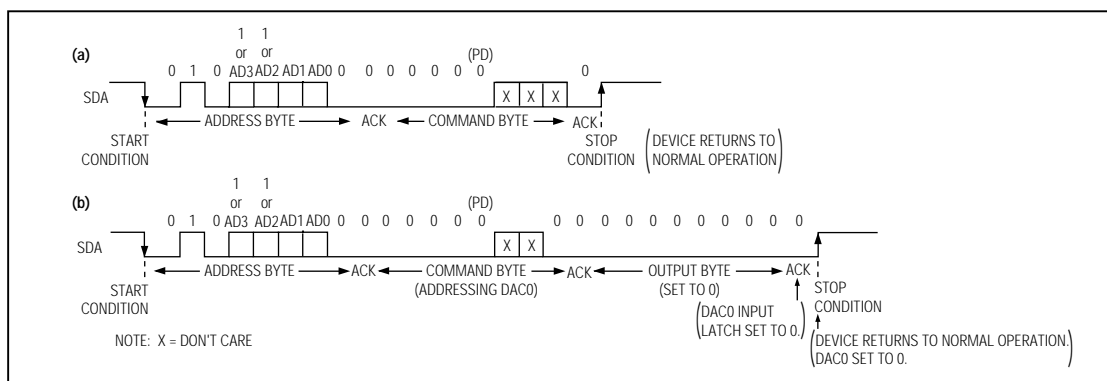 (a)
1 1
or or
(PD)
0 1 0 AD3 AD2 AD1 AD0 0 0 0 0 0 0 0 0
SDA
X X X
ADDRESS BYTE ACK COMMAND BYTE ACK
START CONDITION
STOP CONDITION
(DEVICE RETURNS TO
NORMAL OPERATION)
(b)
1 1
or or
(PD)
0 1 0 AD3 AD2 AD1 AD0 0 0 0 0 0 0 0 0 0 0 0 0 0 0 0 0 0 0
SDA
X X
ADDRESS BYTE ACK COMMAND BYTE ACK OUTPUT BYTE ACK
(ADDRESSING DAC0) (SET TO 0)
START CONDITION
STOP CONDITION
(DAC0 INPUT
LATCH SET TO 0.)
(DEVICE RETURNS TO NORMAL OPERATION.
DAC0 SET TO 0.)
NOTE: X = DON'T CARE